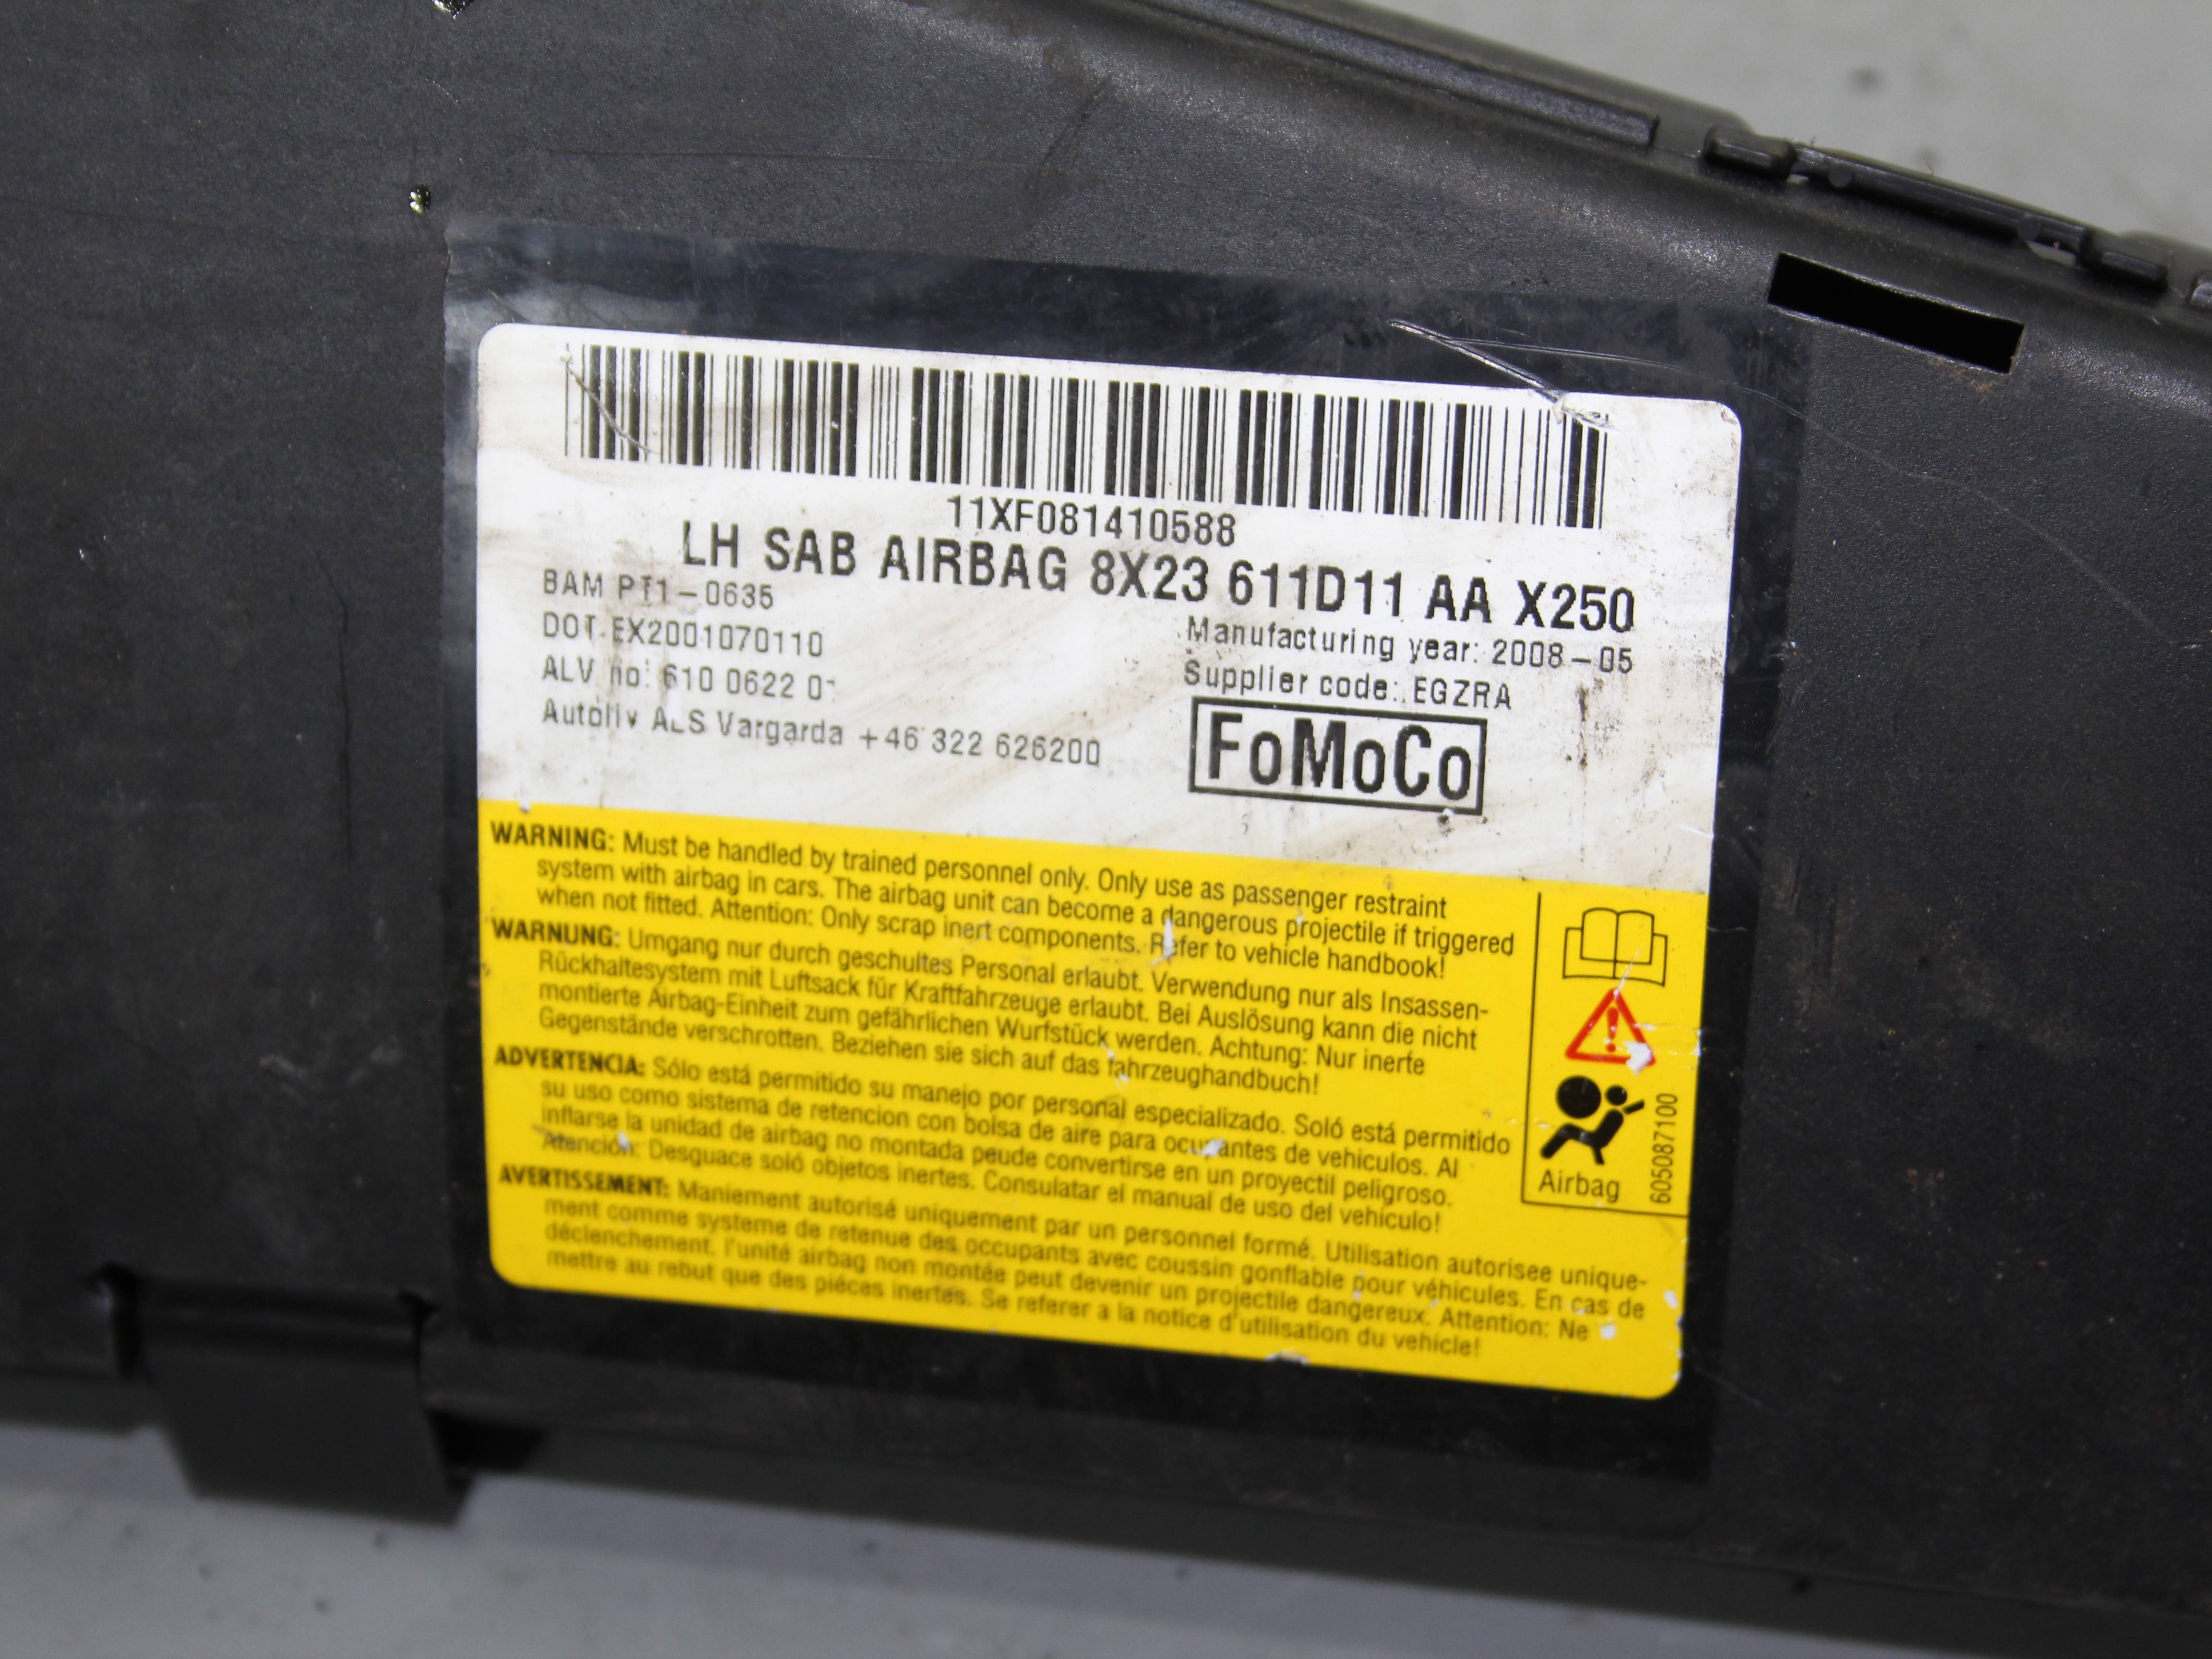 11XF081410588
LH SAB AIRBAG 8X23 611D11 AA X250
BAM PT1-0635
DOT EX2001070110
ALV no: 610 0622 0
Autoliv ALS Vargarda +46 322 626200
Manufacturing year: 2008-05
Supplier code: EGZRA
FoMoCo
WARNING: Must be handled by trained personnel only. Only use as passenger restraint
system with airbag in cars. The airbag unit can become a dangerous projectile if triggered
when not fitted. Attention: Only scrap inert components. Refer to vehicle handbook!
WARNUNG: Umgang nur durch geschultes Personal erlaubt. Verwendung nur als Insassen-
Rückhaltesystem mit Luftsack für Kraftfahrzeuge erlaubt. Bei Auslösung kann die nicht
montierte Airbag-Einheit zum gefährlichen Wurfstück werden. Achtung: Nur inerte
Gegenstände verschrotten. Beziehen sie sich auf das fahrzeughandbuch!
ADVERTENCIA: Sólo está permitido su manejo por personal especializado. Soló está permitido
su uso como sistema de retencion con bolsa de aire para ocupantes de vehiculos. Al
inflarse la unidad de airbag no montada peude convertirse en un proyectil peligroso.
Atención: Desguace soló objetos inertes. Consulatar el manual de uso del vehiculo!
AVERTISSEMENT: Maniement autorisé uniquement par un personnel formé. Utilisation autorisee unique-
ment comme systeme de retenue des occupants avec coussin gonflable pour véhicules. En cas de
déclenchement, l'unité airbag non montée peut devenir un projectile dangereux. Attention: Ne
mettre au rebut que des piéces inertes. Se referer a la notice d'utilisation du vehicle!
Airbag
605087100